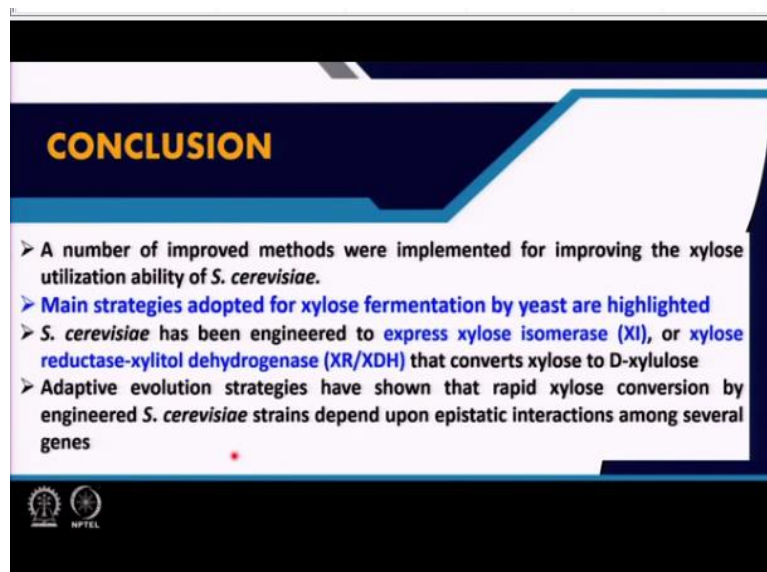 CONCLUSION
➢ A number of improved methods were implemented for improving the xylose
utilization ability of S. cerevisiae.
➢ Main strategies adopted for xylose fermentation by yeast are highlighted
➢ S. cerevisiae has been engineered to express xylose isomerase (XI), or xylose
reductase-xylitol dehydrogenase (XR/XDH) that converts xylose to D-xylulose
➢ Adaptive evolution strategies have shown that rapid xylose conversion by
engineered S. cerevisiae strains depend upon epistatic interactions among several
genes
NPTEL